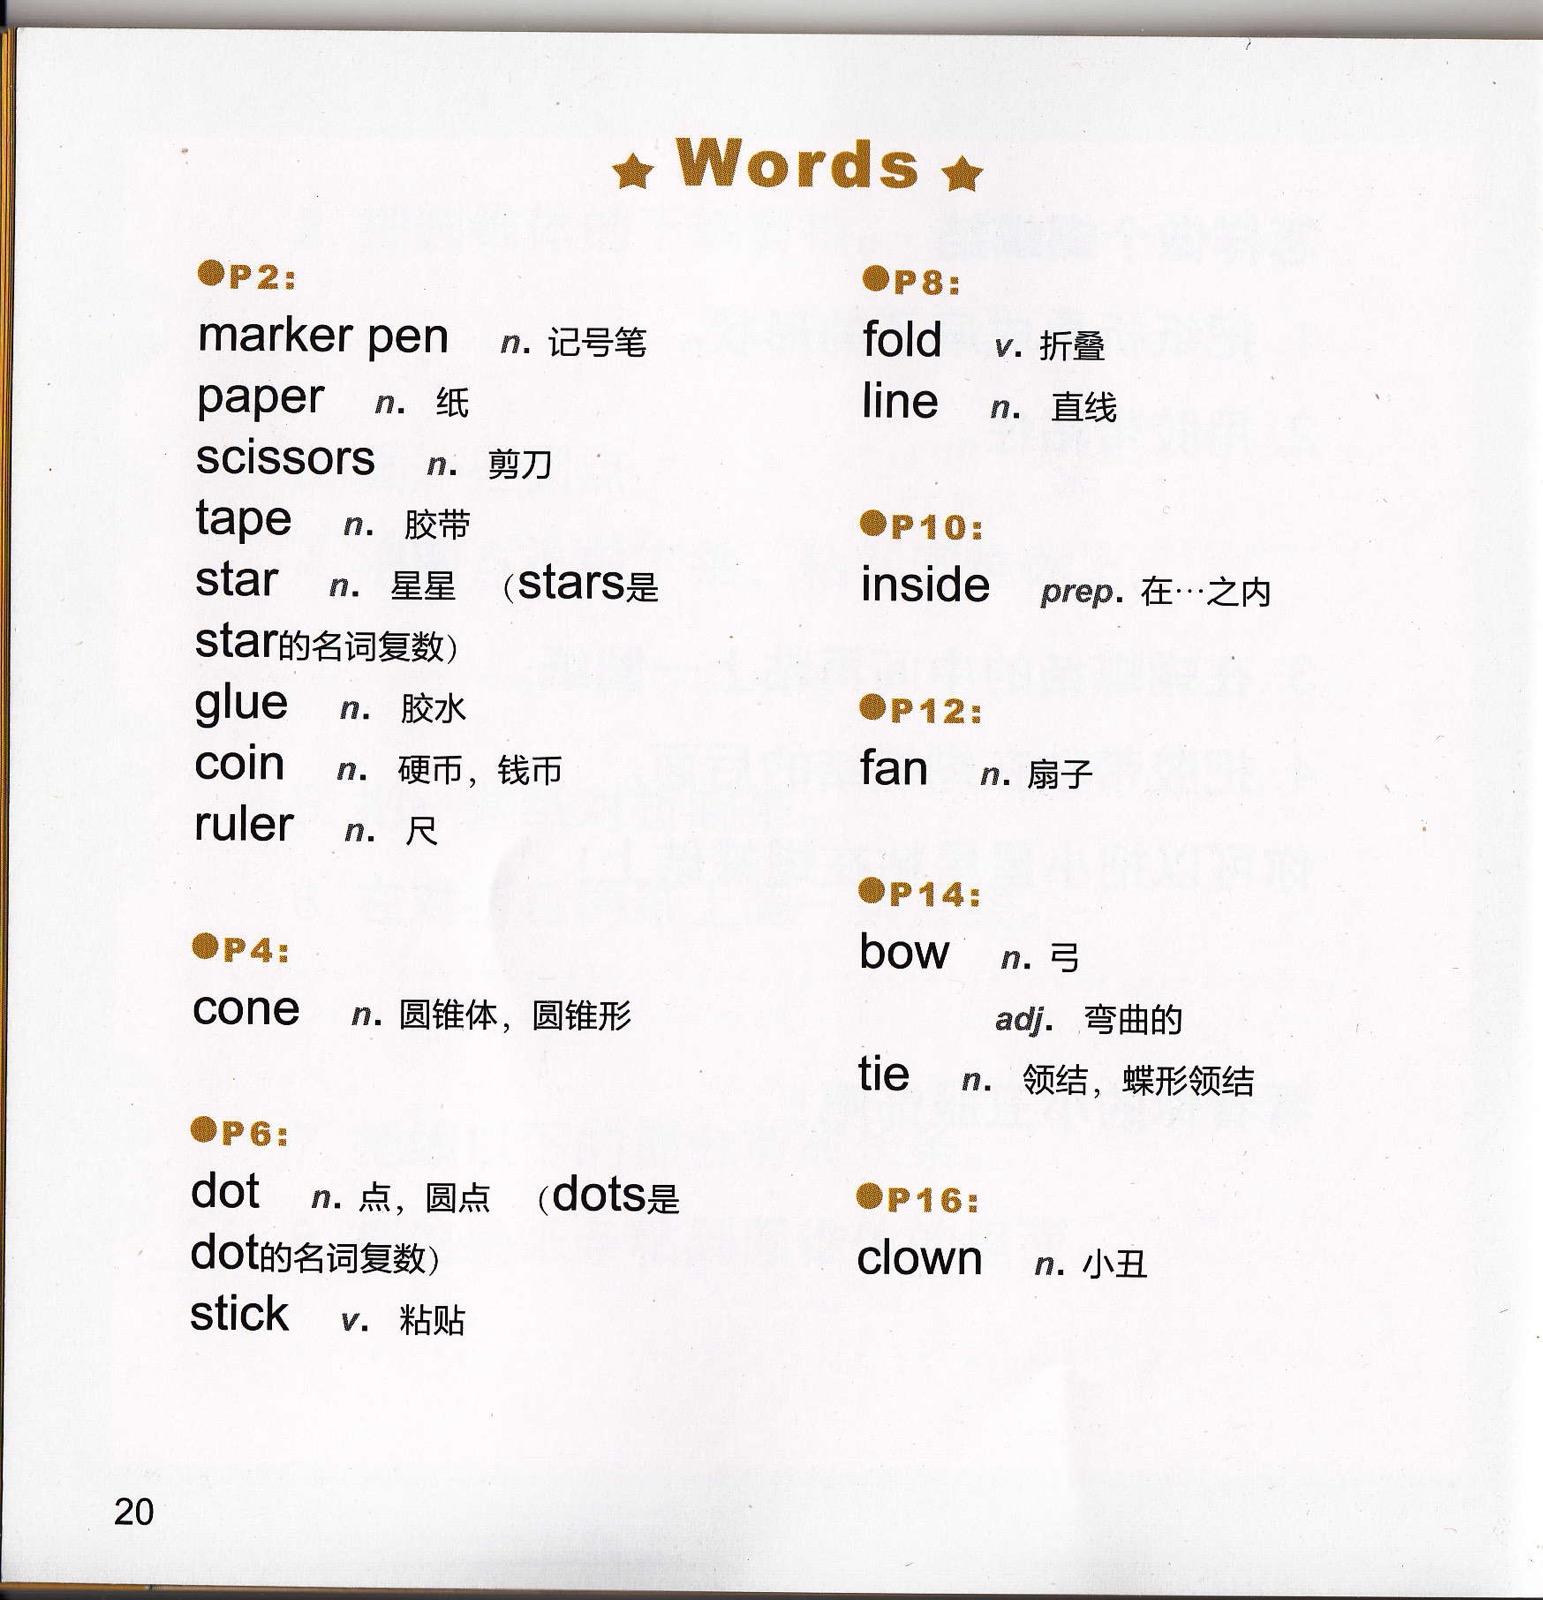 ★ Words ★
●P2:
marker pen n. 记号笔
paper n. 纸
scissors n. 剪刀
tape n. 胶带
star n. 星星 （stars是
star的名词复数）
glue n. 胶水
coin n. 硬币，钱币
ruler n. 尺
●P4:
cone n. 圆锥体，圆锥形
●P6:
dot n. 点，圆点 （dots是
dot的名词复数）
stick v. 粘贴
●P8:
fold v. 折叠
line n. 直线
●P10:
inside prep. 在…之内
●P12:
fan n. 扇子
●P14:
bow n. 弓
adj. 弯曲的
tie n. 领结，蝶形领结
●P16:
clown n. 小丑
20